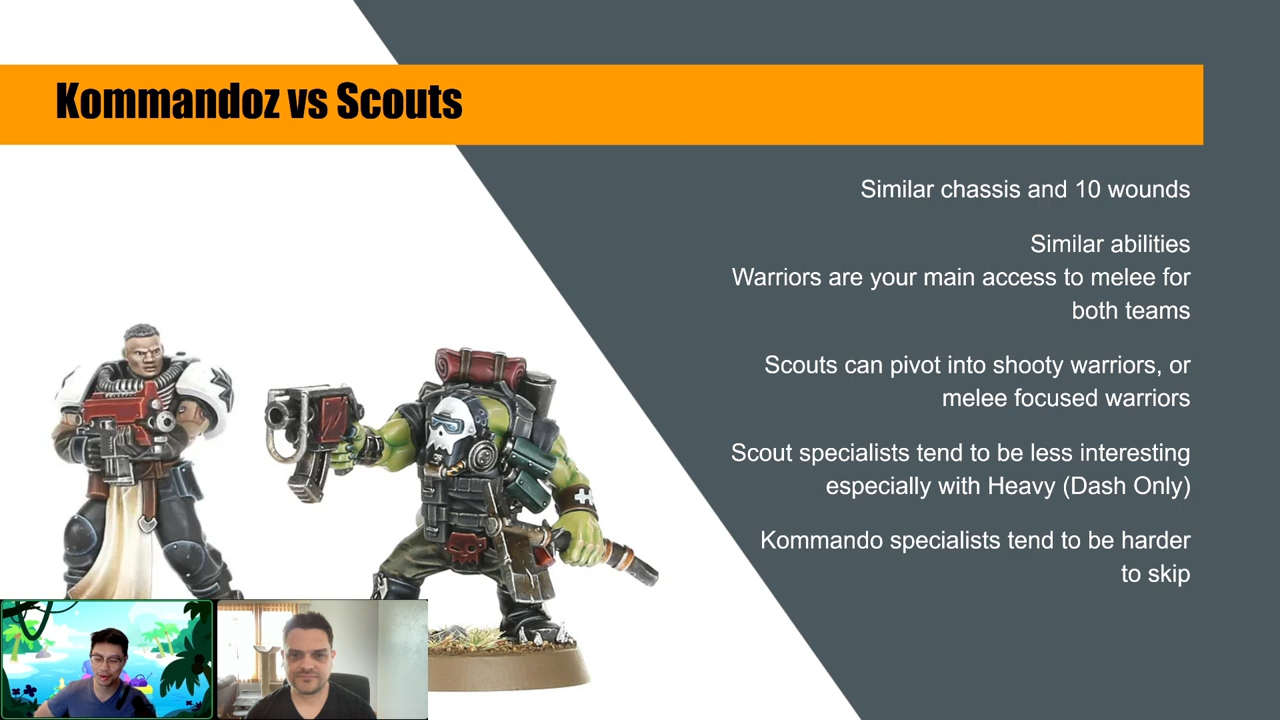 Kommandoz vs Scouts
Similar chassis and 10 wounds
Similar abilities
Warriors are your main access to melee for
both teams
Scouts can pivot into shooty warriors, or
melee focused warriors
Scout specialists tend to be less interesting
especially with Heavy (Dash Only)
Kommando specialists tend to be harder
to skip